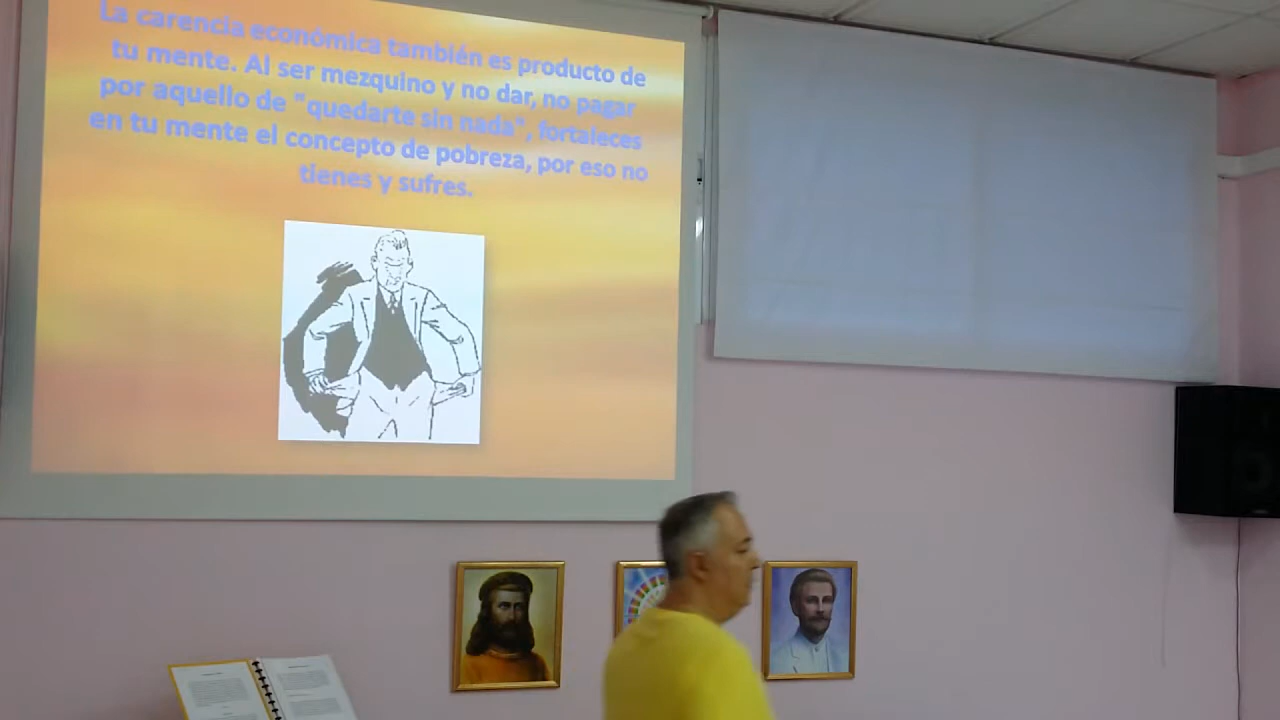 La carencia económica también es producto de
tu mente. Al ser mezquino y no dar, no pagar
por aquello de "quedarte sin nada", fortaleces
en tu mente el concepto de pobreza, por eso no
tienes y sufres.